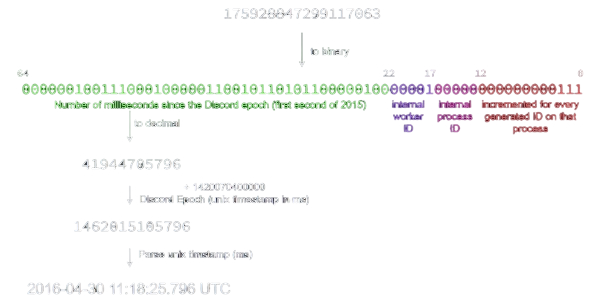 175928847299117063
to binary
64 22 17 12 0
0000001001110001000001100101101011000001000000100000000000000111
Number of milliseconds since the Discord epoch (first second of 2015)
internal worker ID
internal process ID
incremented for every generated ID on that process
to decimal
41944705796
+ 1420070400000
Discord Epoch (unix timestamp in ms)
1462015105796
Parse unix timestamp (ms)
2016-04-30 11:18:25.796 UTC